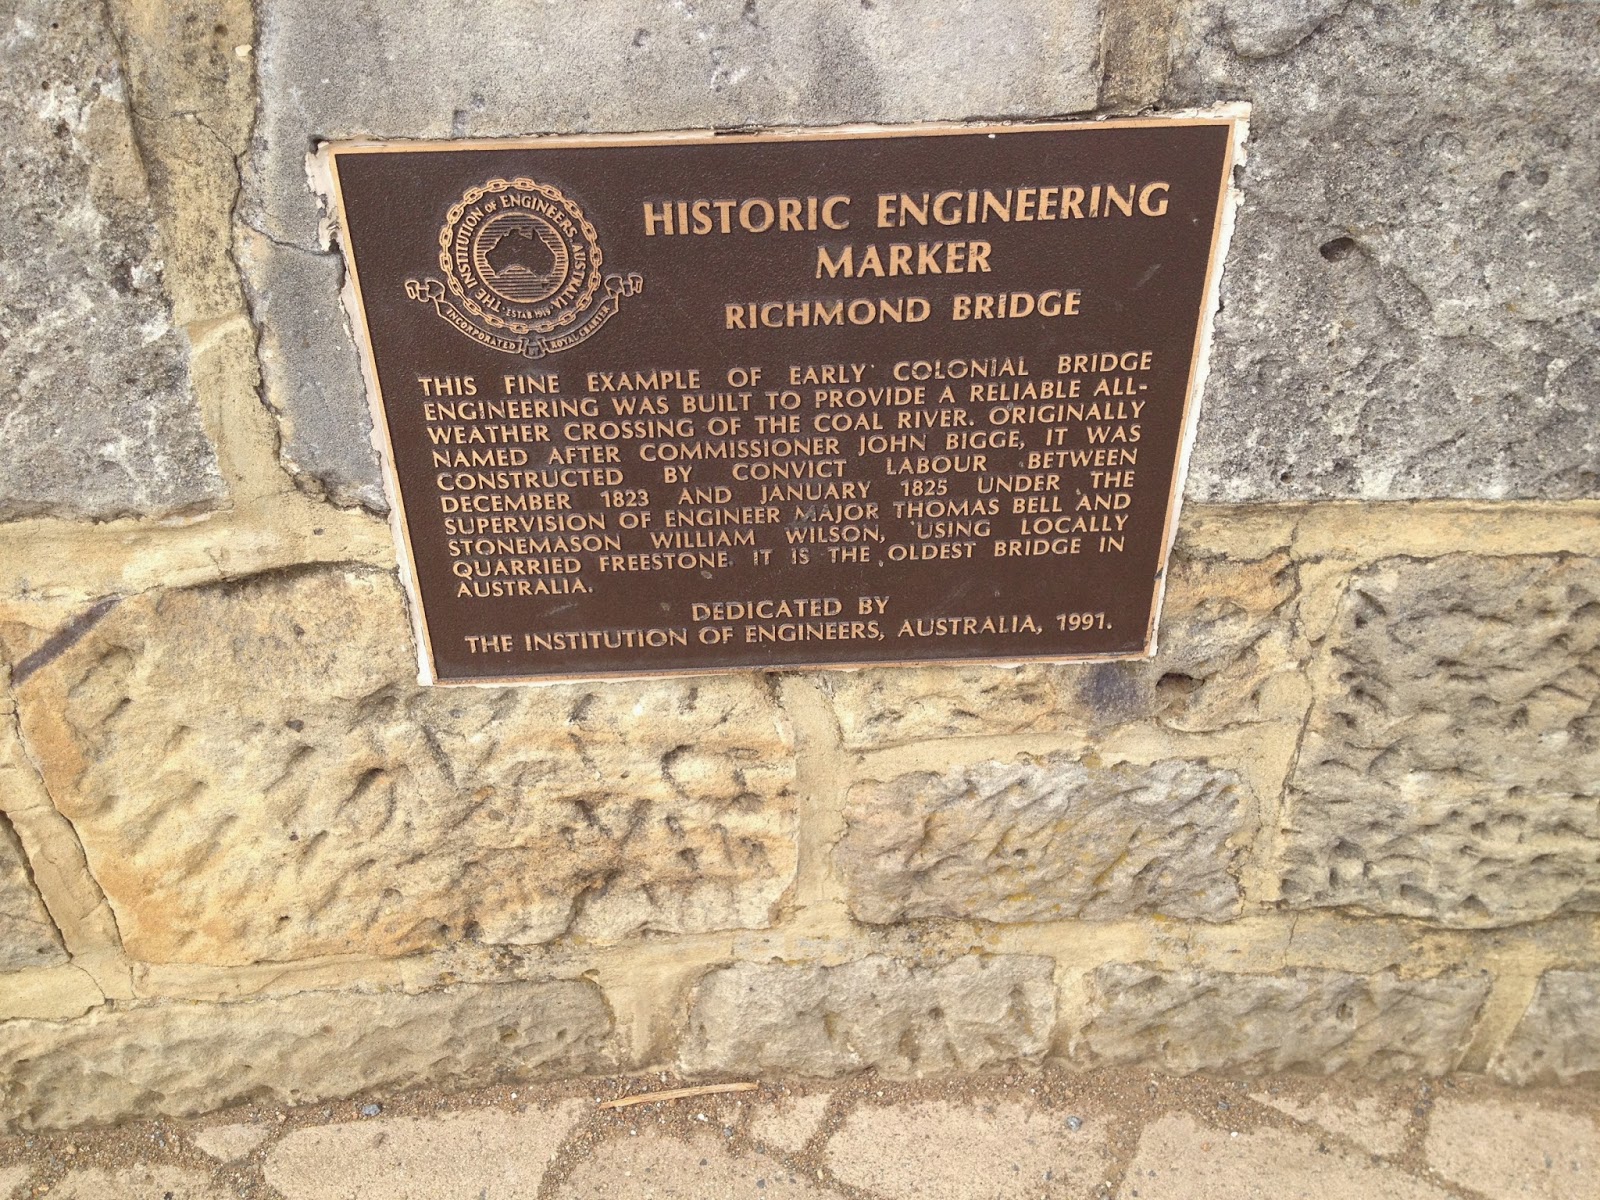 THE INSTITUTION OF ENGINEERS, AUSTRALIA
ESTAB. 1919
INCORPORATED BY ROYAL CHARTER
HISTORIC ENGINEERING
MARKER
RICHMOND BRIDGE
THIS FINE EXAMPLE OF EARLY COLONIAL BRIDGE
ENGINEERING WAS BUILT TO PROVIDE A RELIABLE ALL-
WEATHER CROSSING OF THE COAL RIVER. ORIGINALLY
NAMED AFTER COMMISSIONER JOHN BIGGE, IT WAS
CONSTRUCTED BY CONVICT LABOUR BETWEEN
DECEMBER 1823 AND JANUARY 1825 UNDER THE
SUPERVISION OF ENGINEER MAJOR THOMAS BELL AND
STONEMASON WILLIAM WILSON, USING LOCALLY
QUARRIED FREESTONE. IT IS THE OLDEST BRIDGE IN
AUSTRALIA.
DEDICATED BY
THE INSTITUTION OF ENGINEERS, AUSTRALIA, 1991.